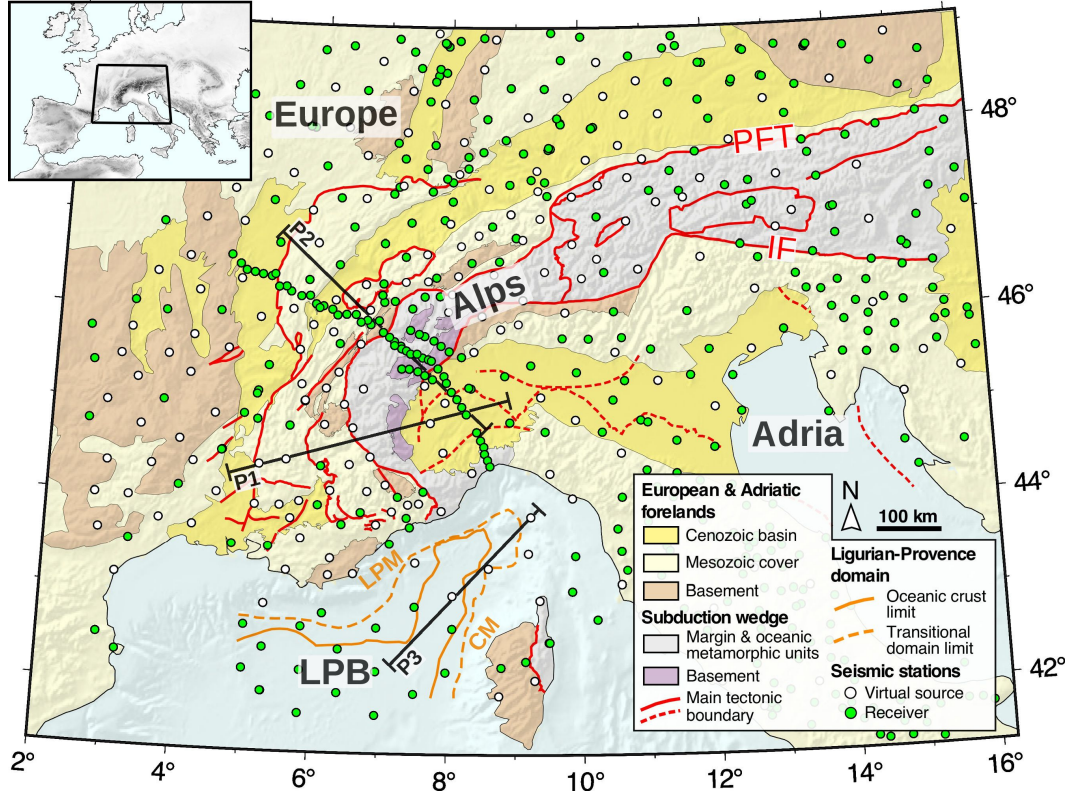 Europe
48°
PFT
P2
IF
Alps
46°
Adria
P1
44°
N
100 km
European & Adriatic
forelands
Cenozoic basin
Mesozoic cover
Basement
Subduction wedge
Margin & oceanic
metamorphic units
Basement
Main tectonic
boundary
Ligurian-Provence
domain
Oceanic crust
limit
Transitional
domain limit
Seismic stations
Virtual source
Receiver
LPM
CM
P3
LPB
42°
2°
4°
6°
8°
10°
12°
14°
16°